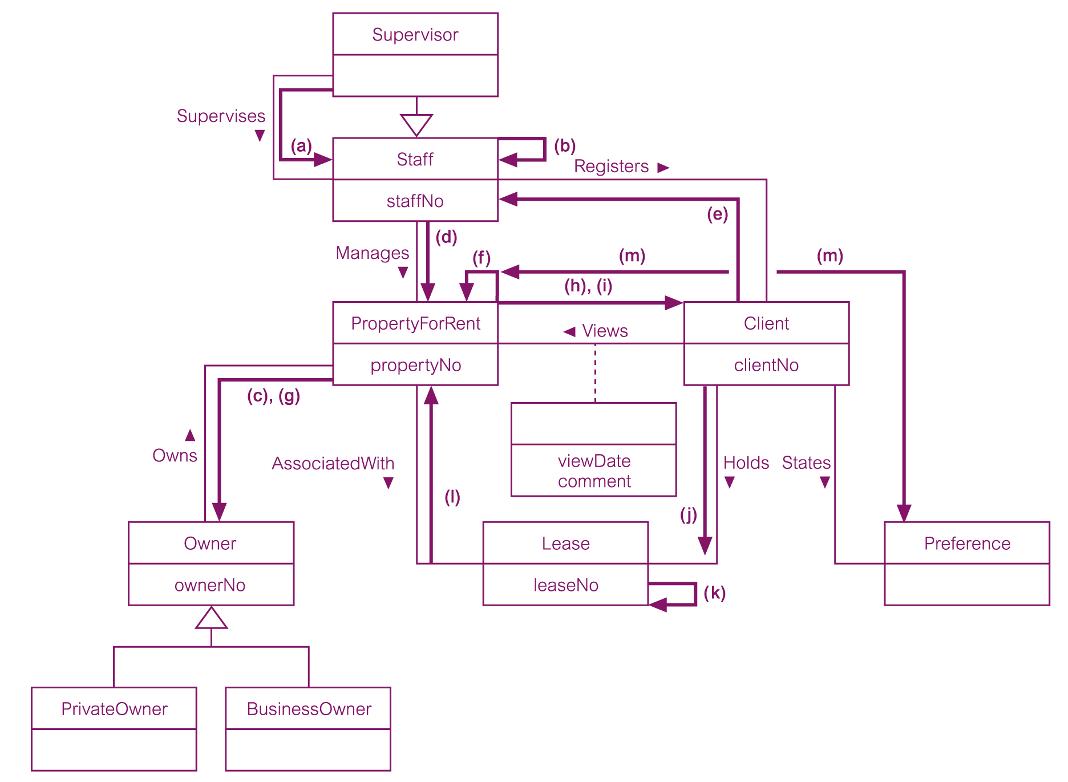 Supervisor
Supervises
▼
(a)
Staff
(b)
Registers ►
staffNo
(e)
(d)
Manages
▼
(f)
(m)
(m)
(h), (i)
PropertyForRent
◄ Views
Client
propertyNo
clientNo
(c), (g)
▲
Owns
AssociatedWith
▼
viewDate
comment
Holds
▼
States
▼
(l)
(j)
Owner
Lease
Preference
ownerNo
leaseNo
(k)
PrivateOwner
BusinessOwner